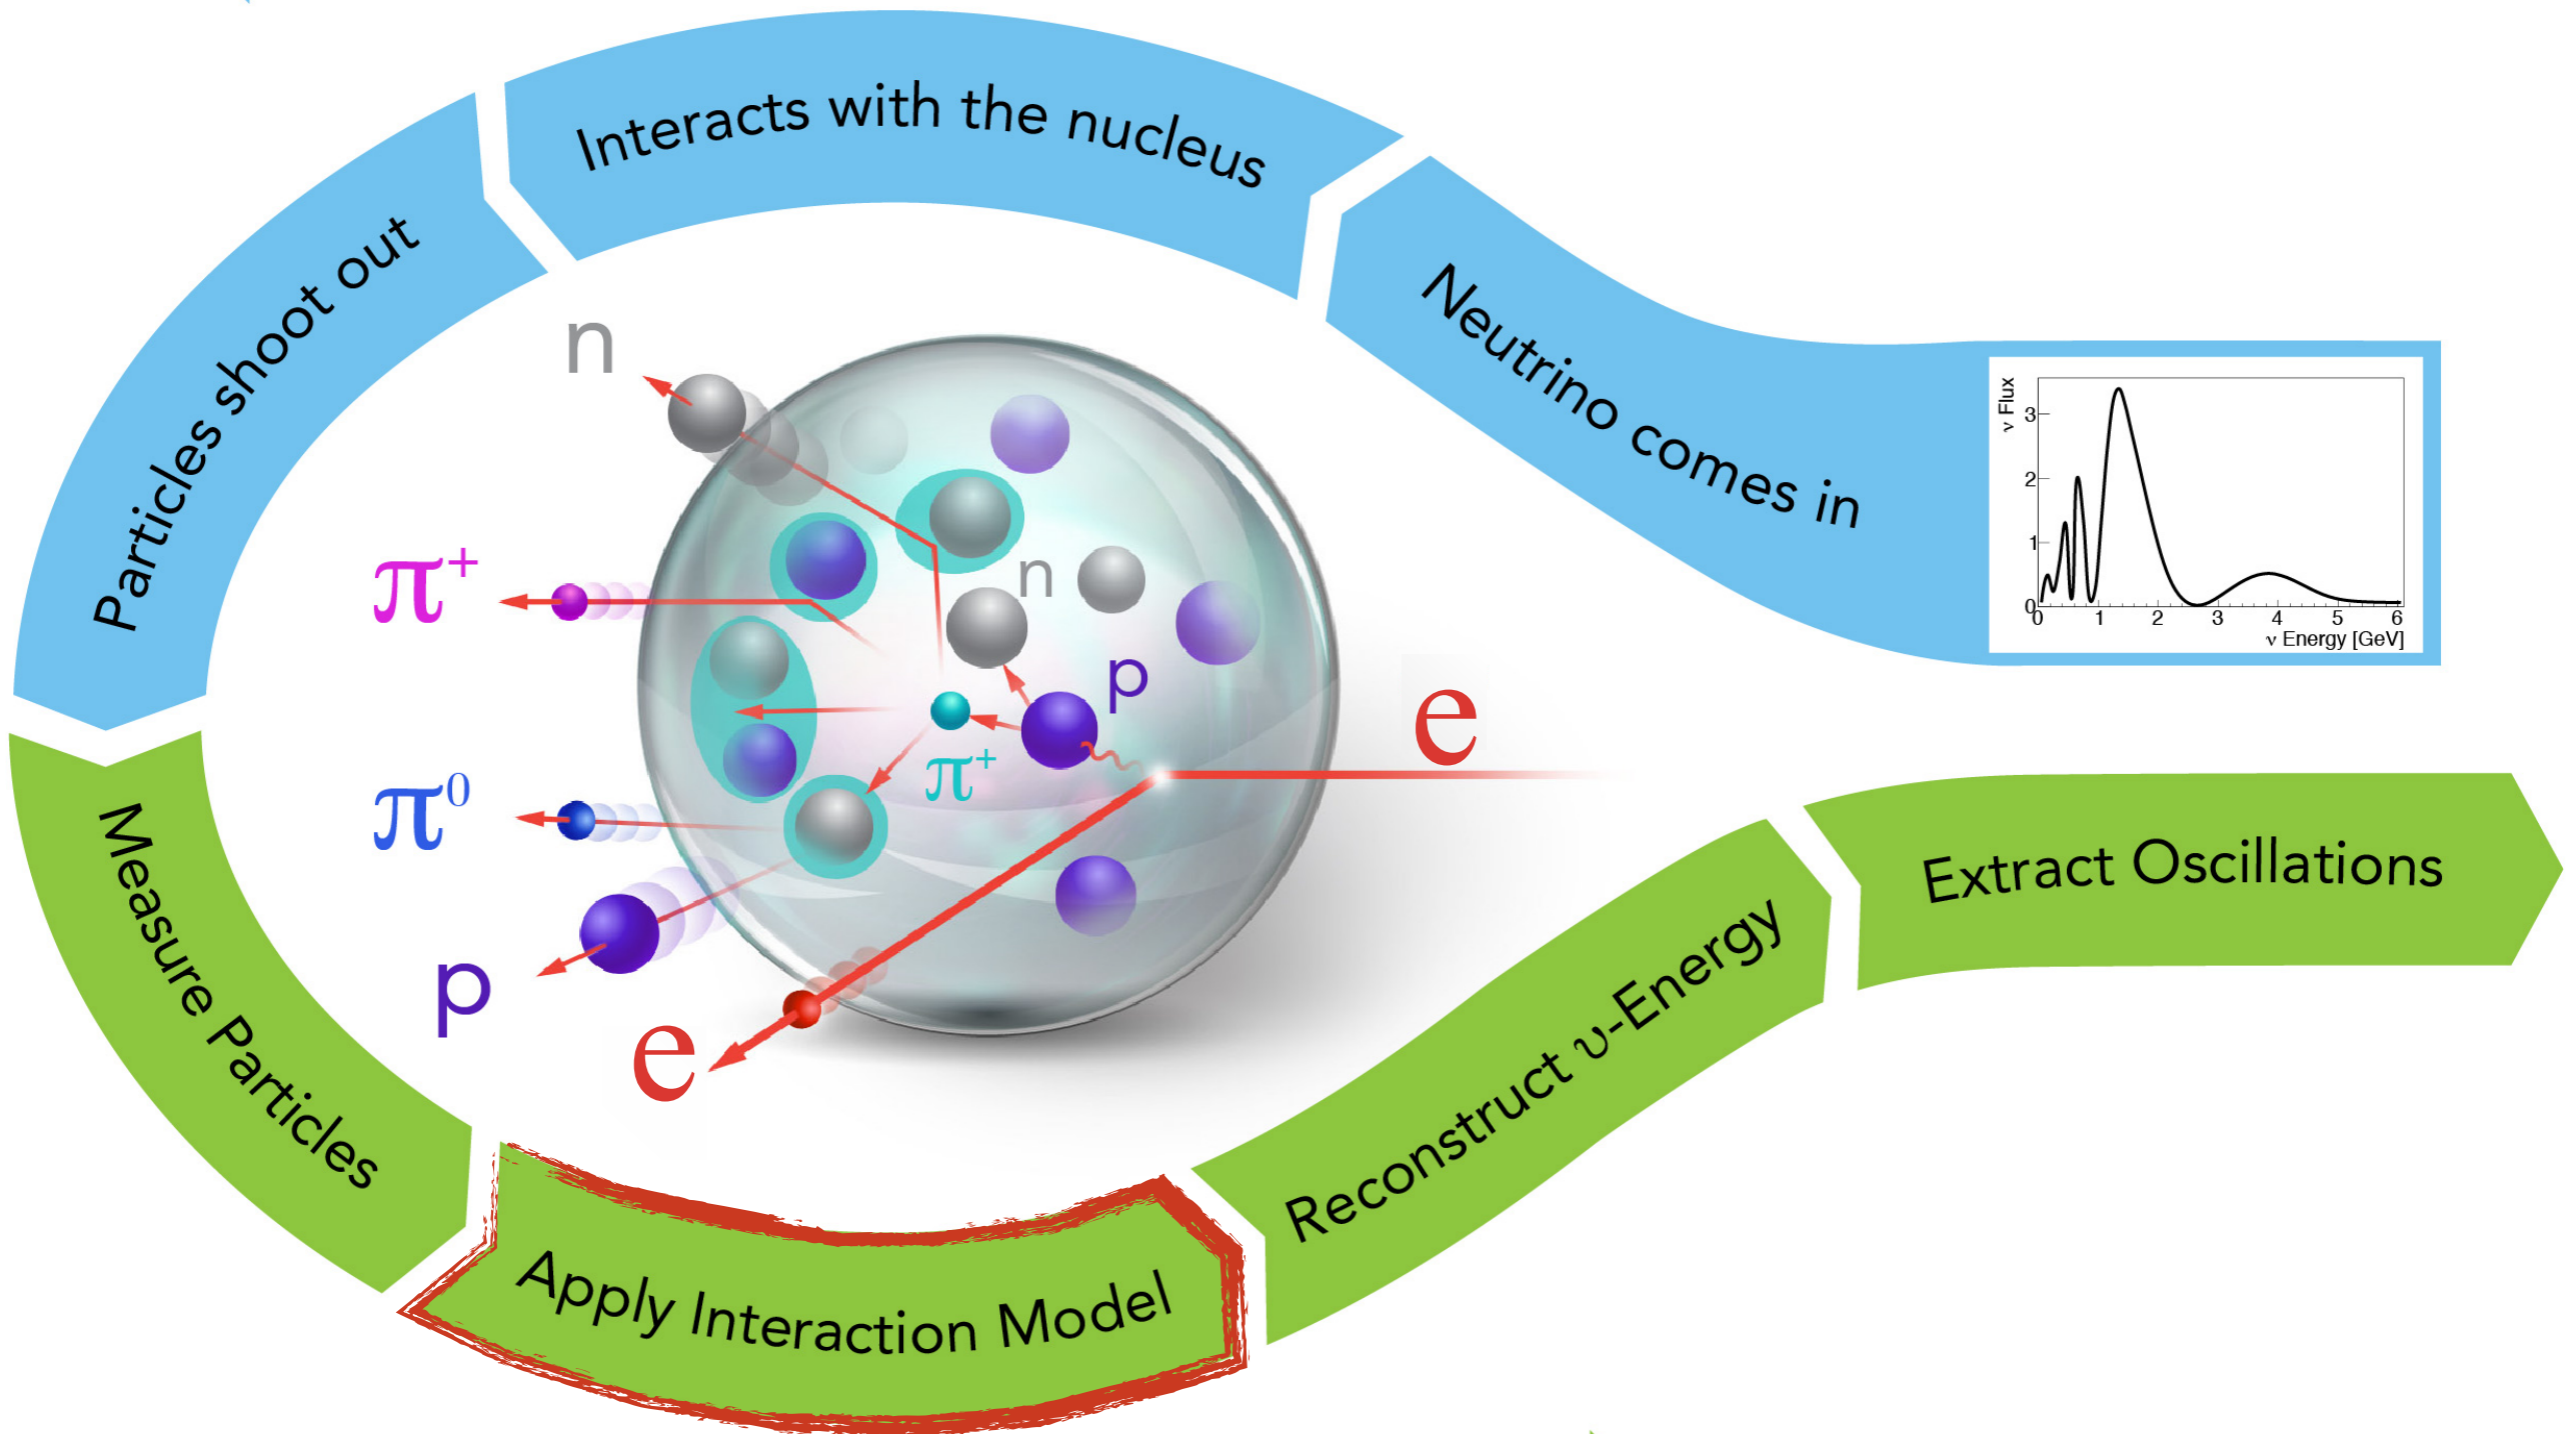 Neutrino comes in
Interacts with the nucleus
Particles shoot out
Measure Particles
Apply Interaction Model
Reconstruct υ-Energy
Extract Oscillations
ν Flux
3
2
1
0
0 1 2 3 4 5 6
ν Energy [GeV]
n
π⁺
n
p
e
π⁺
π⁰
p
e